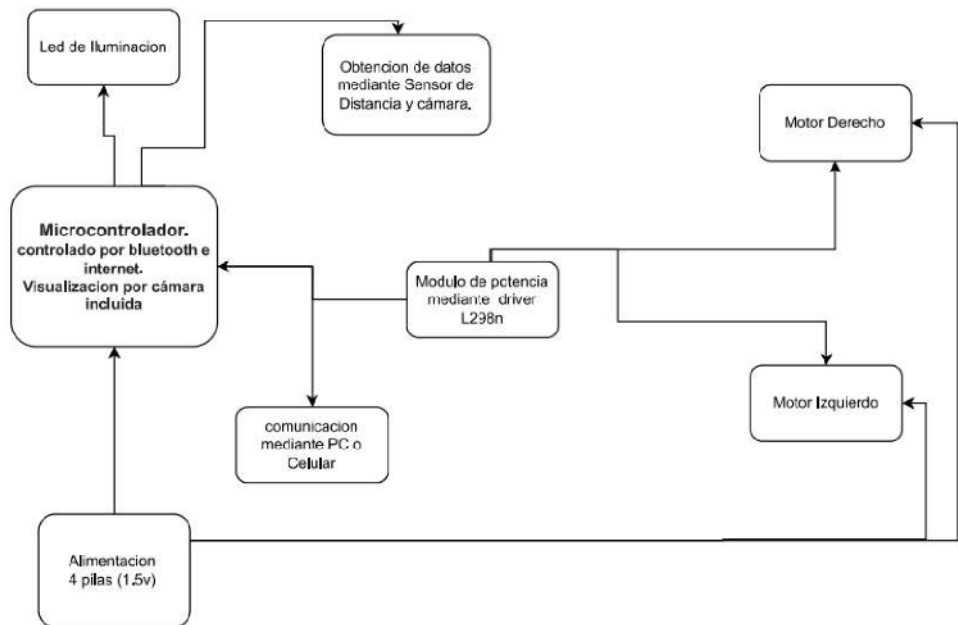 Led de Iluminacion
Obtencion de datos
mediante Sensor de
Distancia y cámara.
Motor Derecho
Microcontrolador.
controlado por bluetooth e
internet.
Visualizacion por cámara
incluida
Modulo de potencia
mediante driver
L298n
Motor Izquierdo
comunicacion
mediante PC o
Celular
Alimentacion
4 pilas (1.5v)